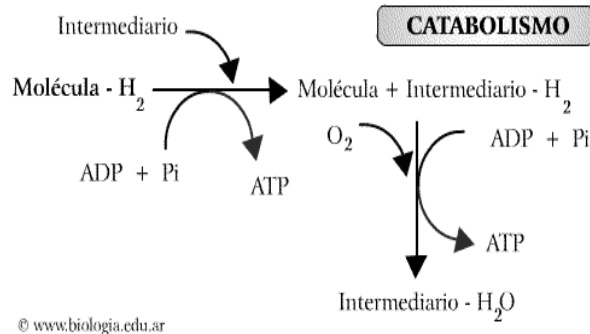 CATABOLISMO
Intermediario
Molécula - H2
Molécula + Intermediario - H2
ADP + Pi
ATP
O2
ADP + Pi
ATP
Intermediario - H2O
© www.biologia.edu.ar